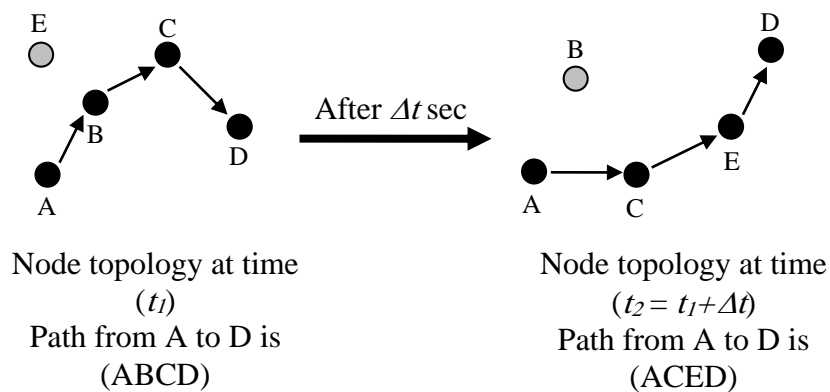 E
C
B
D
A
After Δt sec
D
B
E
A
C
Node topology at time
(t1)
Path from A to D is
(ABCD)
Node topology at time
(t2 = t1+Δt)
Path from A to D is
(ACED)